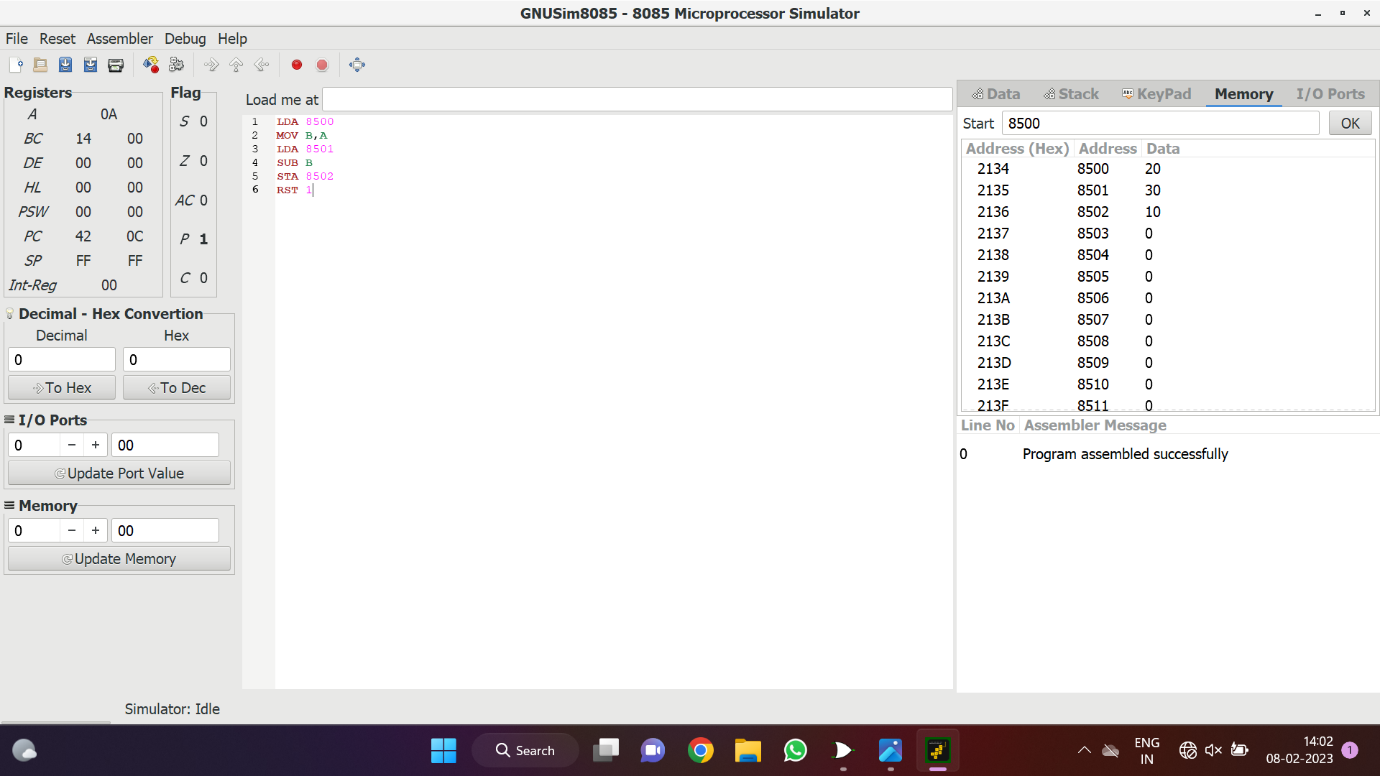 GNUSim8085 - 8085 Microprocessor Simulator
File Reset Assembler Debug Help
Registers
A 0A
BC 14 00
DE 00 00
HL 00 00
PSW 00 00
PC 42 0C
SP FF FF
Int-Reg 00
Flag
S 0
Z 0
AC 0
P 1
C 0
Decimal - Hex Convertion
Decimal Hex
0 0
To Hex To Dec
I/O Ports
0 - + 00
Update Port Value
Memory
0 - + 00
Update Memory
Load me at
1 LDA 8500
2 MOV B,A
3 LDA 8501
4 SUB B
5 STA 8502
6 RST 1
Data Stack KeyPad Memory I/O Ports
Start 8500 OK
Address (Hex) Address Data
2134 8500 20
2135 8501 30
2136 8502 10
2137 8503 0
2138 8504 0
2139 8505 0
213A 8506 0
213B 8507 0
213C 8508 0
213D 8509 0
213E 8510 0
213F 8511 0
Line No Assembler Message
0 Program assembled successfully
Simulator: Idle
Search
ENG
IN
14:02
08-02-2023
1